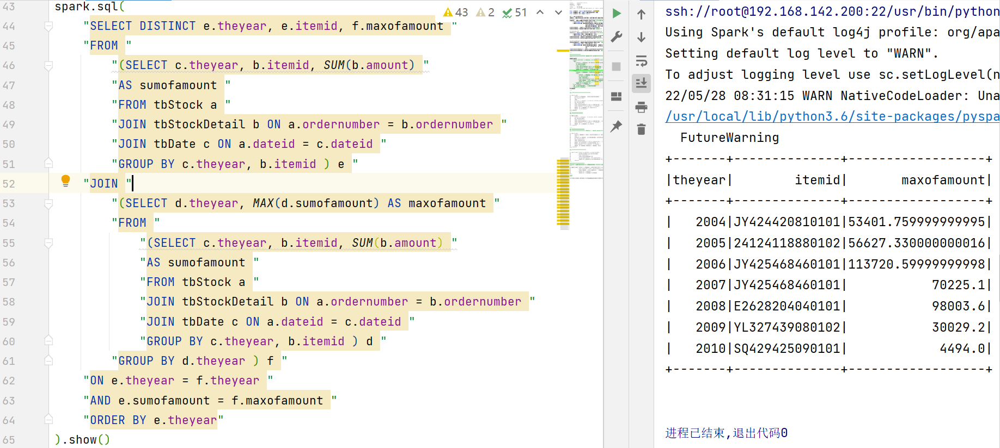 43 spark.sql(
43 2 51
44 "SELECT DISTINCT e.theyear, e.itemid, f.maxofamount "
45 "FROM "
46 "(SELECT c.theyear, b.itemid, SUM(b.amount) "
47 "AS sumofamount "
48 "FROM tbStock a "
49 "JOIN tbStockDetail b ON a.ordernumber = b.ordernumber "
50 "JOIN tbDate c ON a.dateid = c.dateid "
51 "GROUP BY c.theyear, b.itemid ) e "
52 "JOIN "
53 "(SELECT d.theyear, MAX(d.sumofamount) AS maxofamount "
54 "FROM "
55 "(SELECT c.theyear, b.itemid, SUM(b.amount) "
56 "AS sumofamount "
57 "FROM tbStock a "
58 "JOIN tbStockDetail b ON a.ordernumber = b.ordernumber "
59 "JOIN tbDate c ON a.dateid = c.dateid "
60 "GROUP BY c.theyear, b.itemid ) d "
61 "GROUP BY d.theyear ) f "
62 "ON e.theyear = f.theyear "
63 "AND e.sumofamount = f.maxofamount "
64 "ORDER BY e.theyear"
65 ).show()
ssh://root@192.168.142.200:22/usr/bin/python
Using Spark's default log4j profile: org/apa
Setting default log level to "WARN".
To adjust logging level use sc.setLogLevel(n
22/05/28 08:31:15 WARN NativeCodeLoader: Una
/usr/local/lib/python3.6/site-packages/pyspa
FutureWarning
+-------+--------------+------------------+
|theyear|        itemid|       maxofamount|
+-------+--------------+------------------+
|   2004|JY424420810101|53401.759999999995|
|   2005|24124118880102|56627.330000000016|
|   2006|JY425468460101|113720.59999999998|
|   2007|JY425468460101|           70225.1|
|   2008|E2628204040101|           98003.6|
|   2009|YL327439080102|           30029.2|
|   2010|SQ429425090101|            4494.0|
+-------+--------------+------------------+
进程已结束,退出代码0